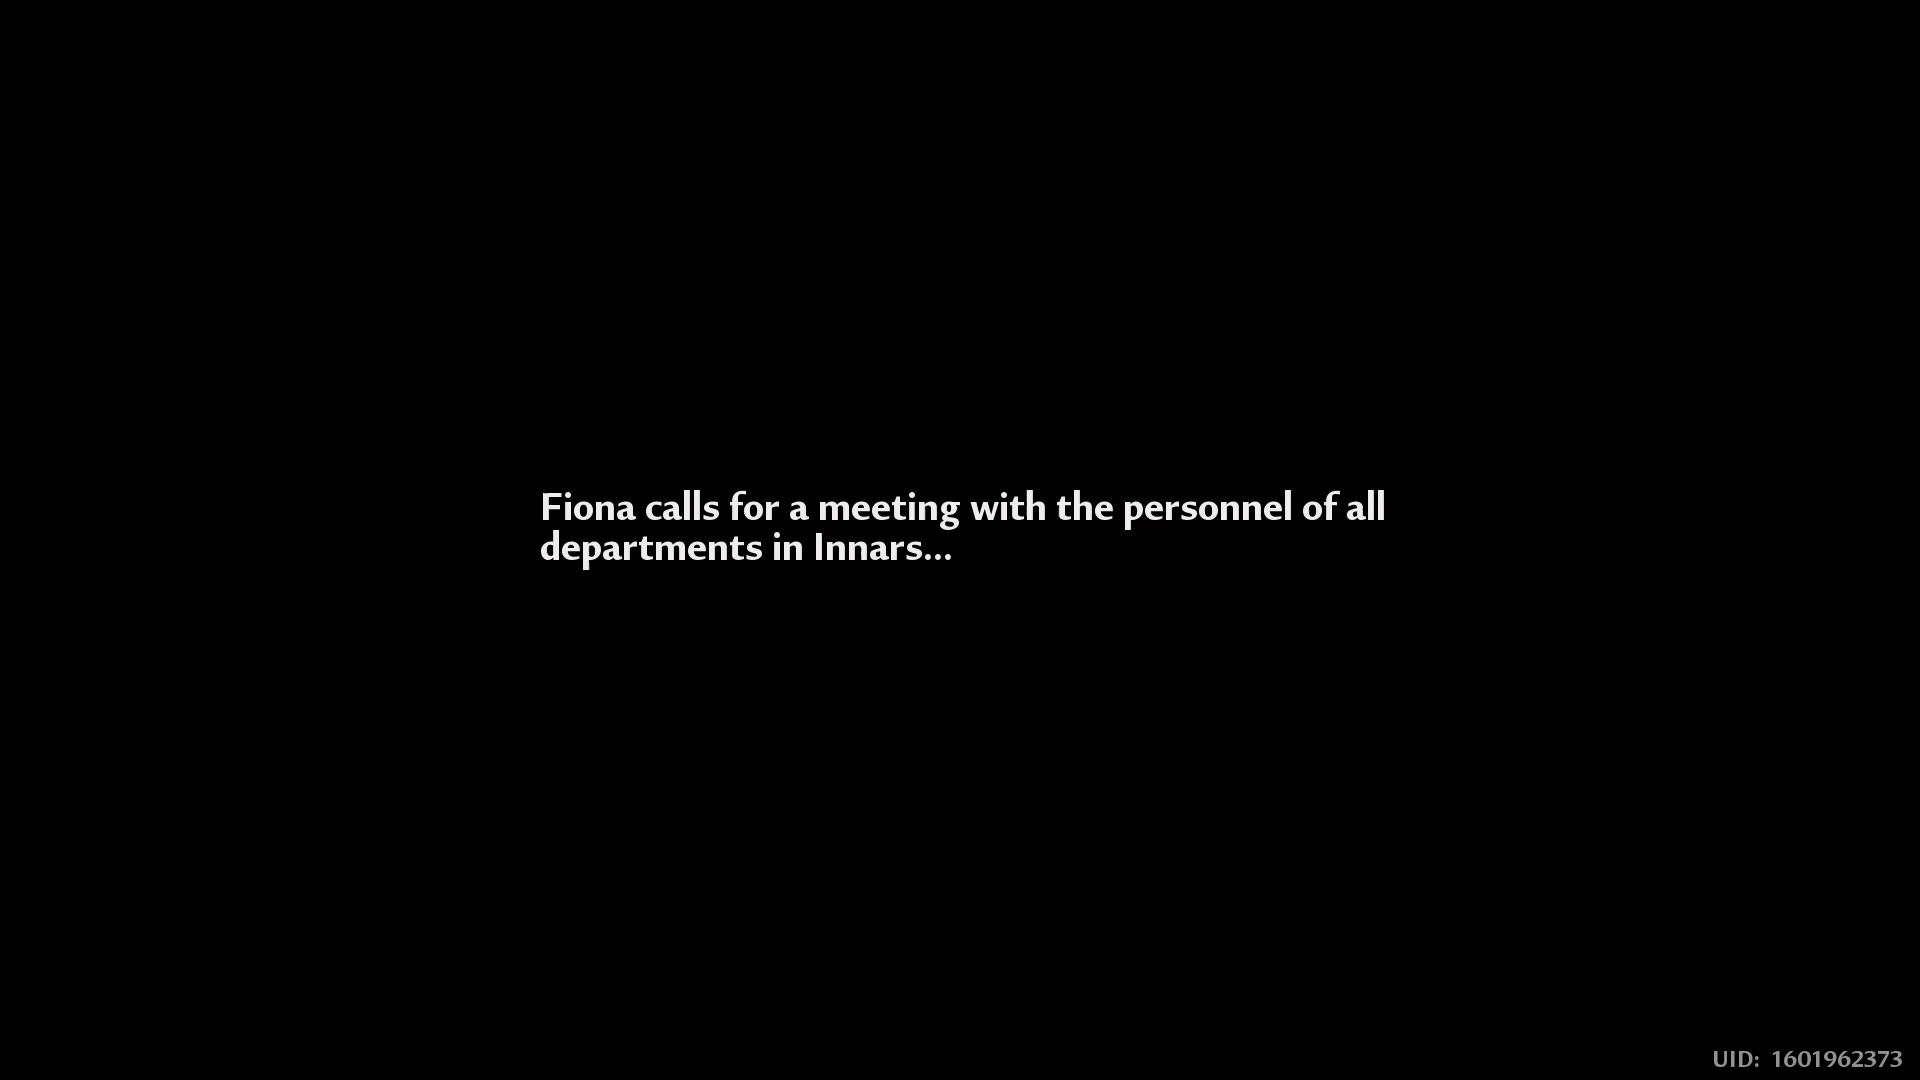 Fiona calls for a meeting with the personnel of all
departments in Innars...
UID: 1601962373